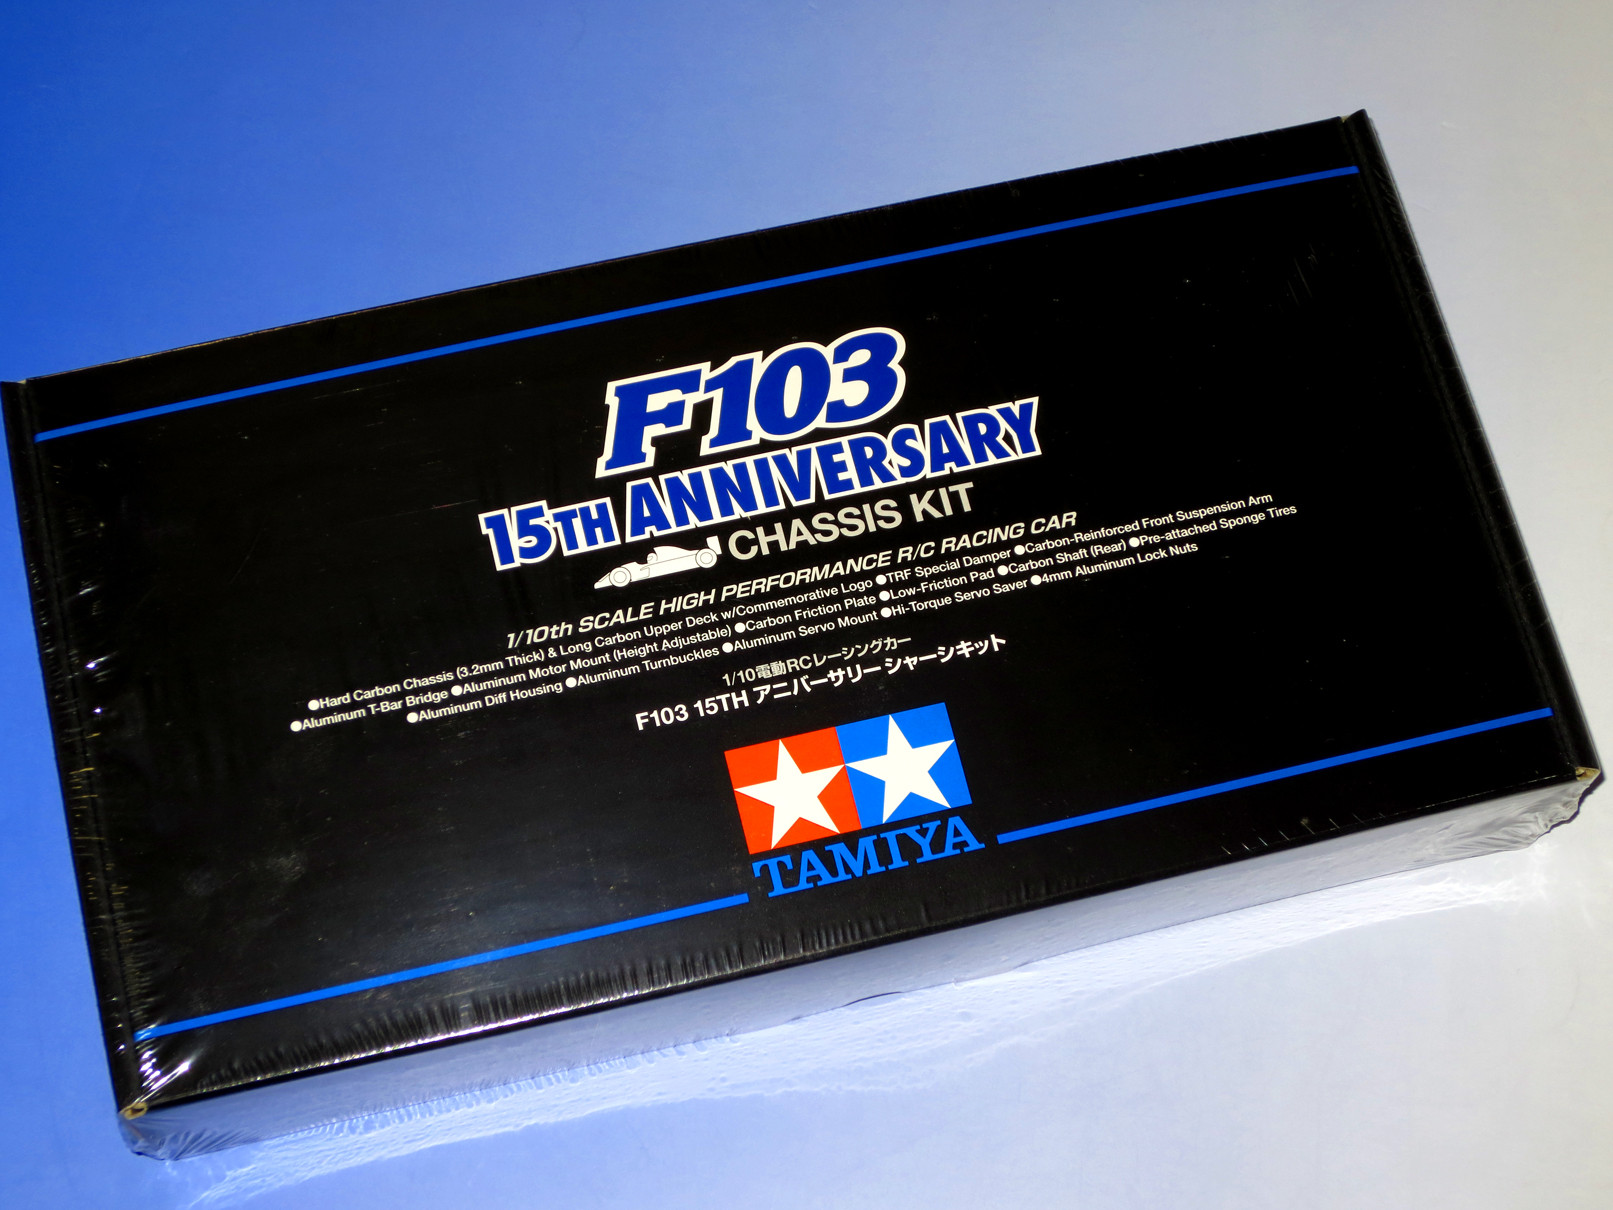 F103
15TH ANNIVERSARY
CHASSIS KIT
1/10th SCALE HIGH PERFORMANCE R/C RACING CAR
●Hard Carbon Chassis (3.2mm Thick) & Long Carbon Upper Deck w/Commemorative Logo ●TRF Special Damper ●Carbon-Reinforced Front Suspension Arm
●Aluminum T-Bar Bridge ●Aluminum Motor Mount (Height Adjustable) ●Carbon Friction Plate ●Low-Friction Pad ●Carbon Shaft (Rear) ●Pre-attached Sponge Tires
●Aluminum Diff Housing ●Aluminum Turnbuckles ●Aluminum Servo Mount ●Hi-Torque Servo Saver ●4mm Aluminum Lock Nuts
1/10電動RCレーシングカー
F103 15TH アニバーサリー シャーシキット
TAMIYA